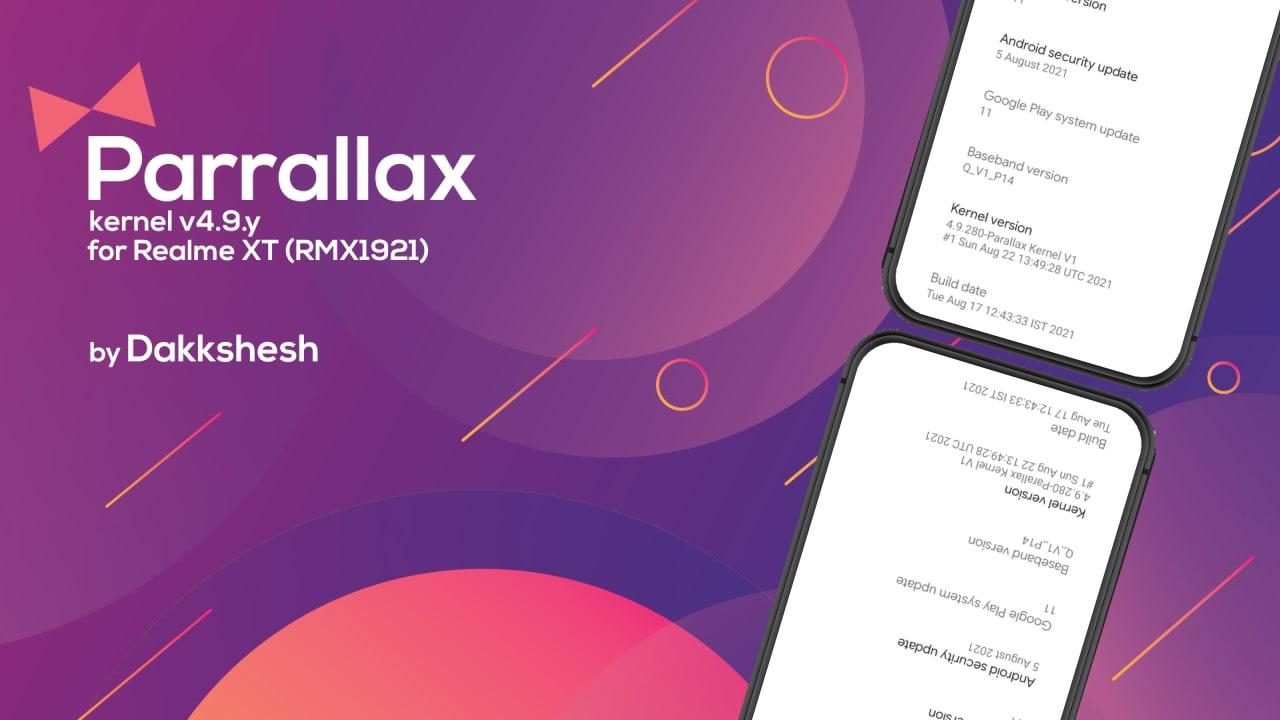 Parrallax
kernel v4.9.y
for Realme XT (RMX1921)
by Dakkshesh
Android security update
5 August 2021
Google Play system update
11
Baseband version
Q_V1_P14
Kernel version
4.9.280-Parallax Kernel V1
#1 Sun Aug 22 13:49:28 UTC 2021
Build date
Tue Aug 17 12:43:33 IST 2021
Android security update
5 August 2021
Google Play system update
11
Baseband version
Q_V1_P14
Kernel version
4.9.280-Parallax Kernel V1
#1 Sun Aug 22 13:49:28 UTC 2021
Build date
Tue Aug 17 12:43:33 IST 2021